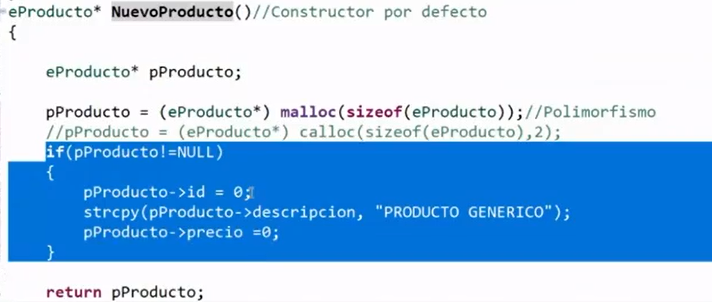 eProducto* NuevoProducto()//Constructor por defecto
{
eProducto* pProducto;
pProducto = (eProducto*) malloc(sizeof(eProducto));//Polimorfismo
//pProducto = (eProducto*) calloc(sizeof(eProducto),2);
if(pProducto!=NULL)
{
pProducto->id = 0;
strcpy(pProducto->descripcion, "PRODUCTO GENERICO");
pProducto->precio =0;
}
return pProducto;